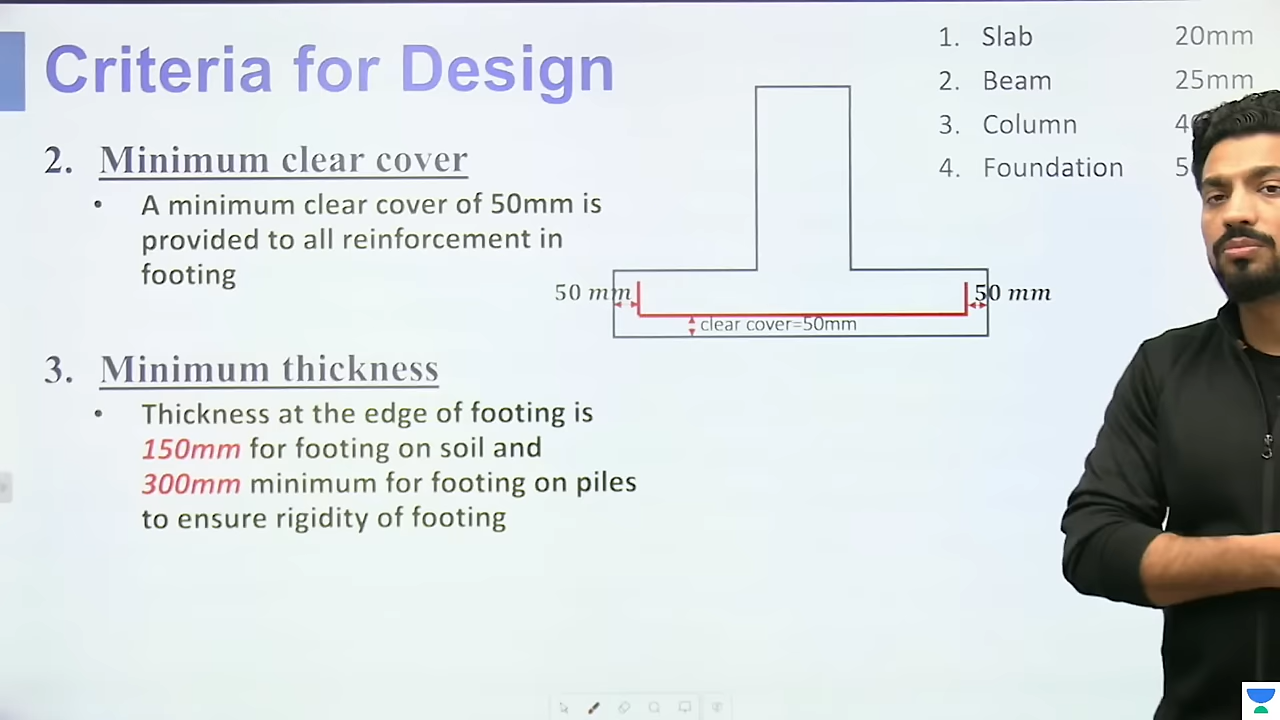 Criteria for Design
1. Slab 20mm
2. Beam 25mm
3. Column
4. Foundation
2. Minimum clear cover
• A minimum clear cover of 50mm is
provided to all reinforcement in
footing
50 mm
50 mm
clear cover=50mm
3. Minimum thickness
• Thickness at the edge of footing is
150mm for footing on soil and
300mm minimum for footing on piles
to ensure rigidity of footing